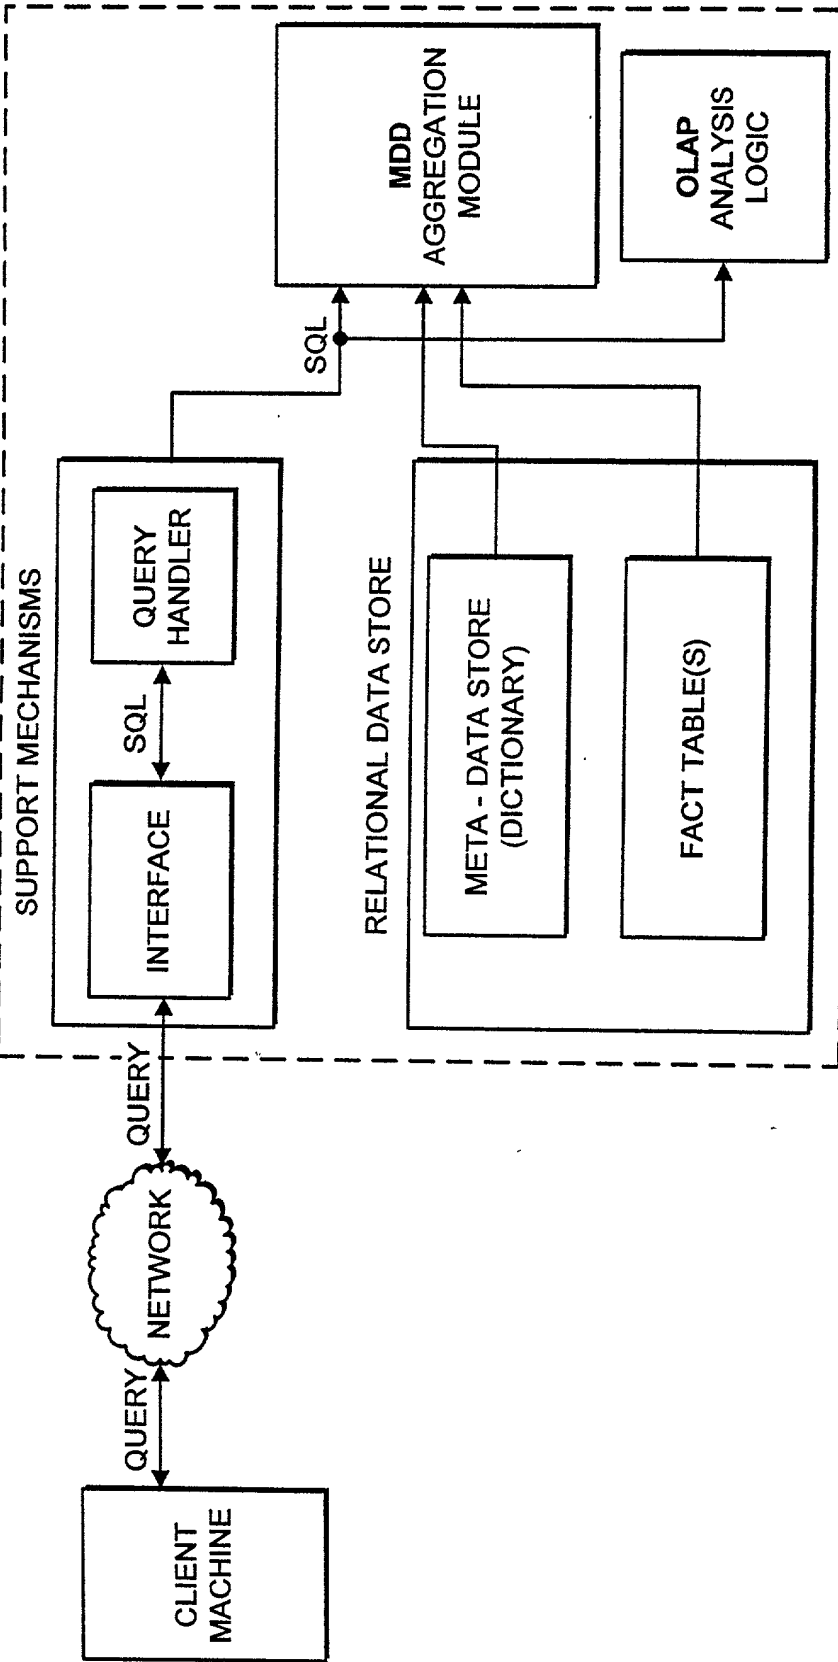 CLIENT
MACHINE
QUERY
NETWORK
QUERY
SUPPORT MECHANISMS
INTERFACE
SQL
QUERY
HANDLER
RELATIONAL DATA STORE
META - DATA STORE
(DICTIONARY)
FACT TABLE(S)
SQL
MDD
AGGREGATION
MODULE
OLAP
ANALYSIS
LOGIC